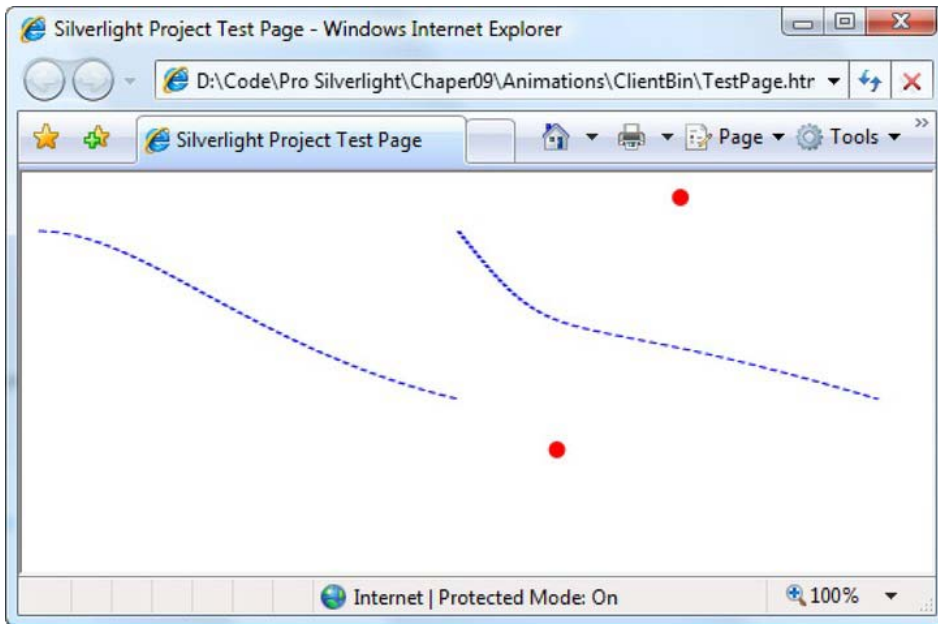 Silverlight Project Test Page - Windows Internet Explorer
D:\Code\Pro Silverlight\Chaper09\Animations\ClientBin\TestPage.htr
Silverlight Project Test Page
Page
Tools
Internet | Protected Mode: On
100%